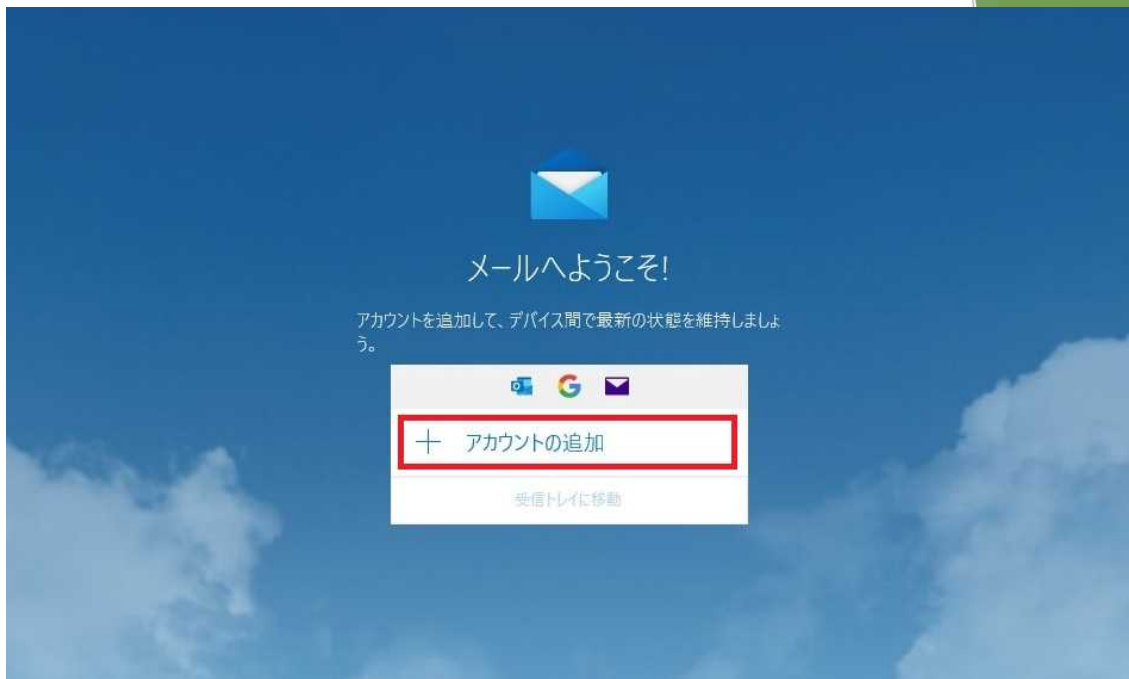 メールへようこそ!
アカウントを追加して、デバイス間で最新の状態を維持しましょ
う。
アカウントの追加
受信トレイに移動